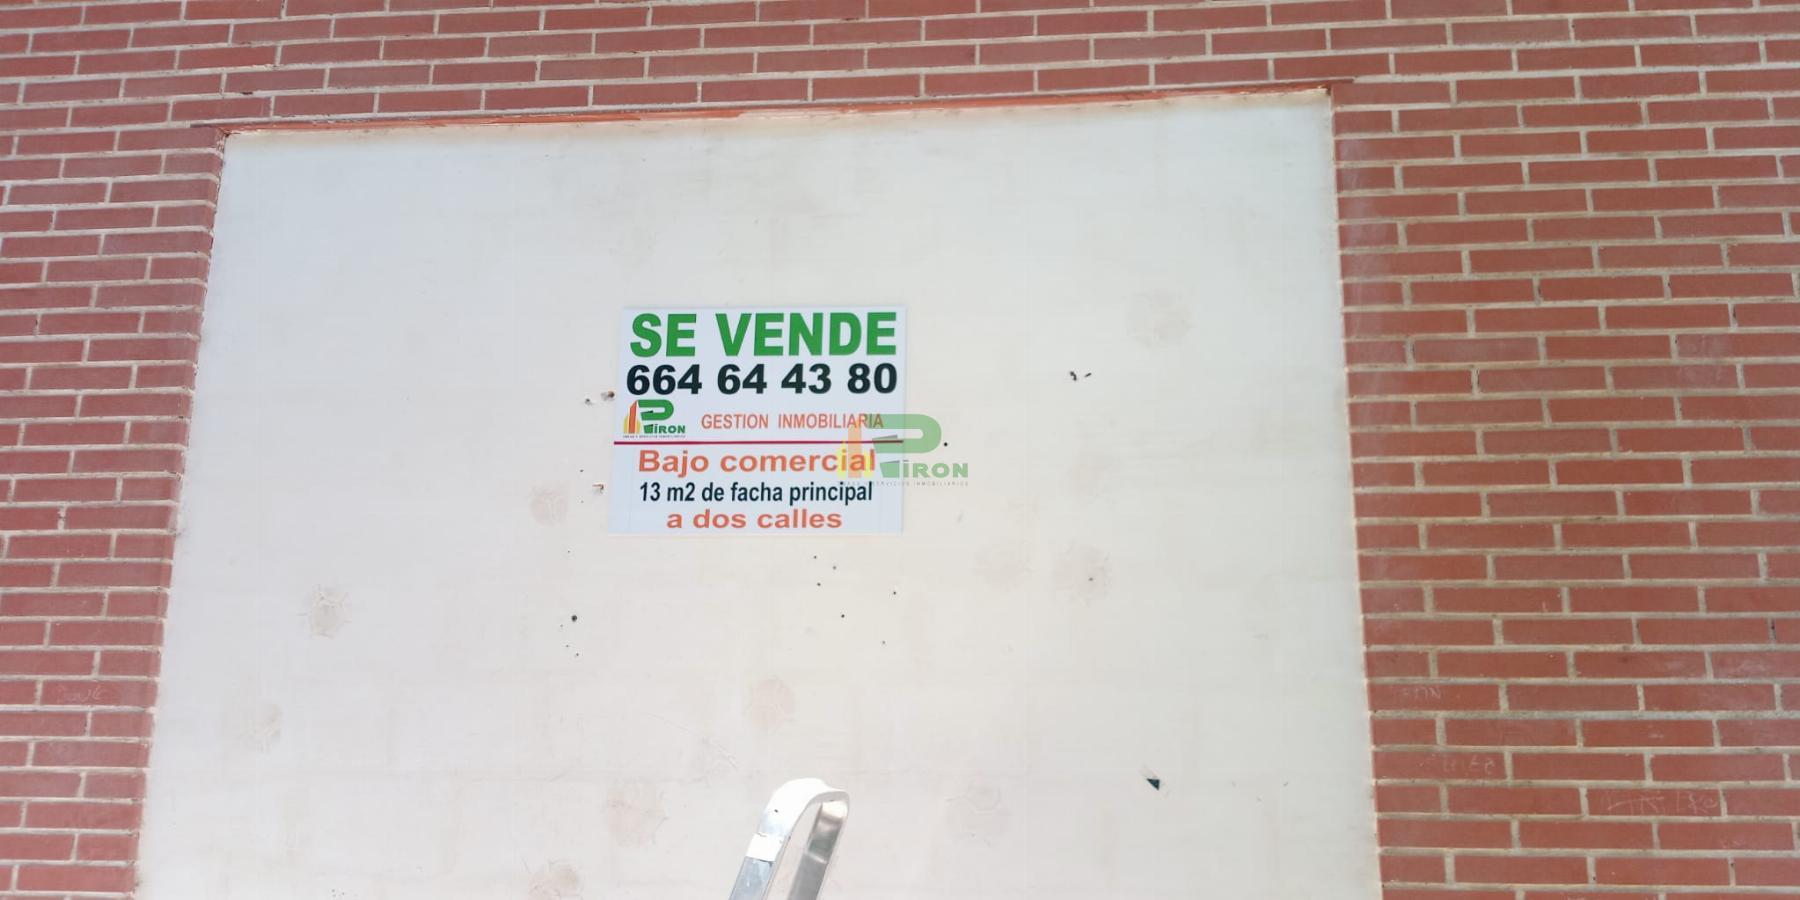 SE VENDE
664 64 43 80
PIRON
GESTION INMOBILIARIA
Bajo comercial
13 m2 de facha principal
a dos calles
PIRON